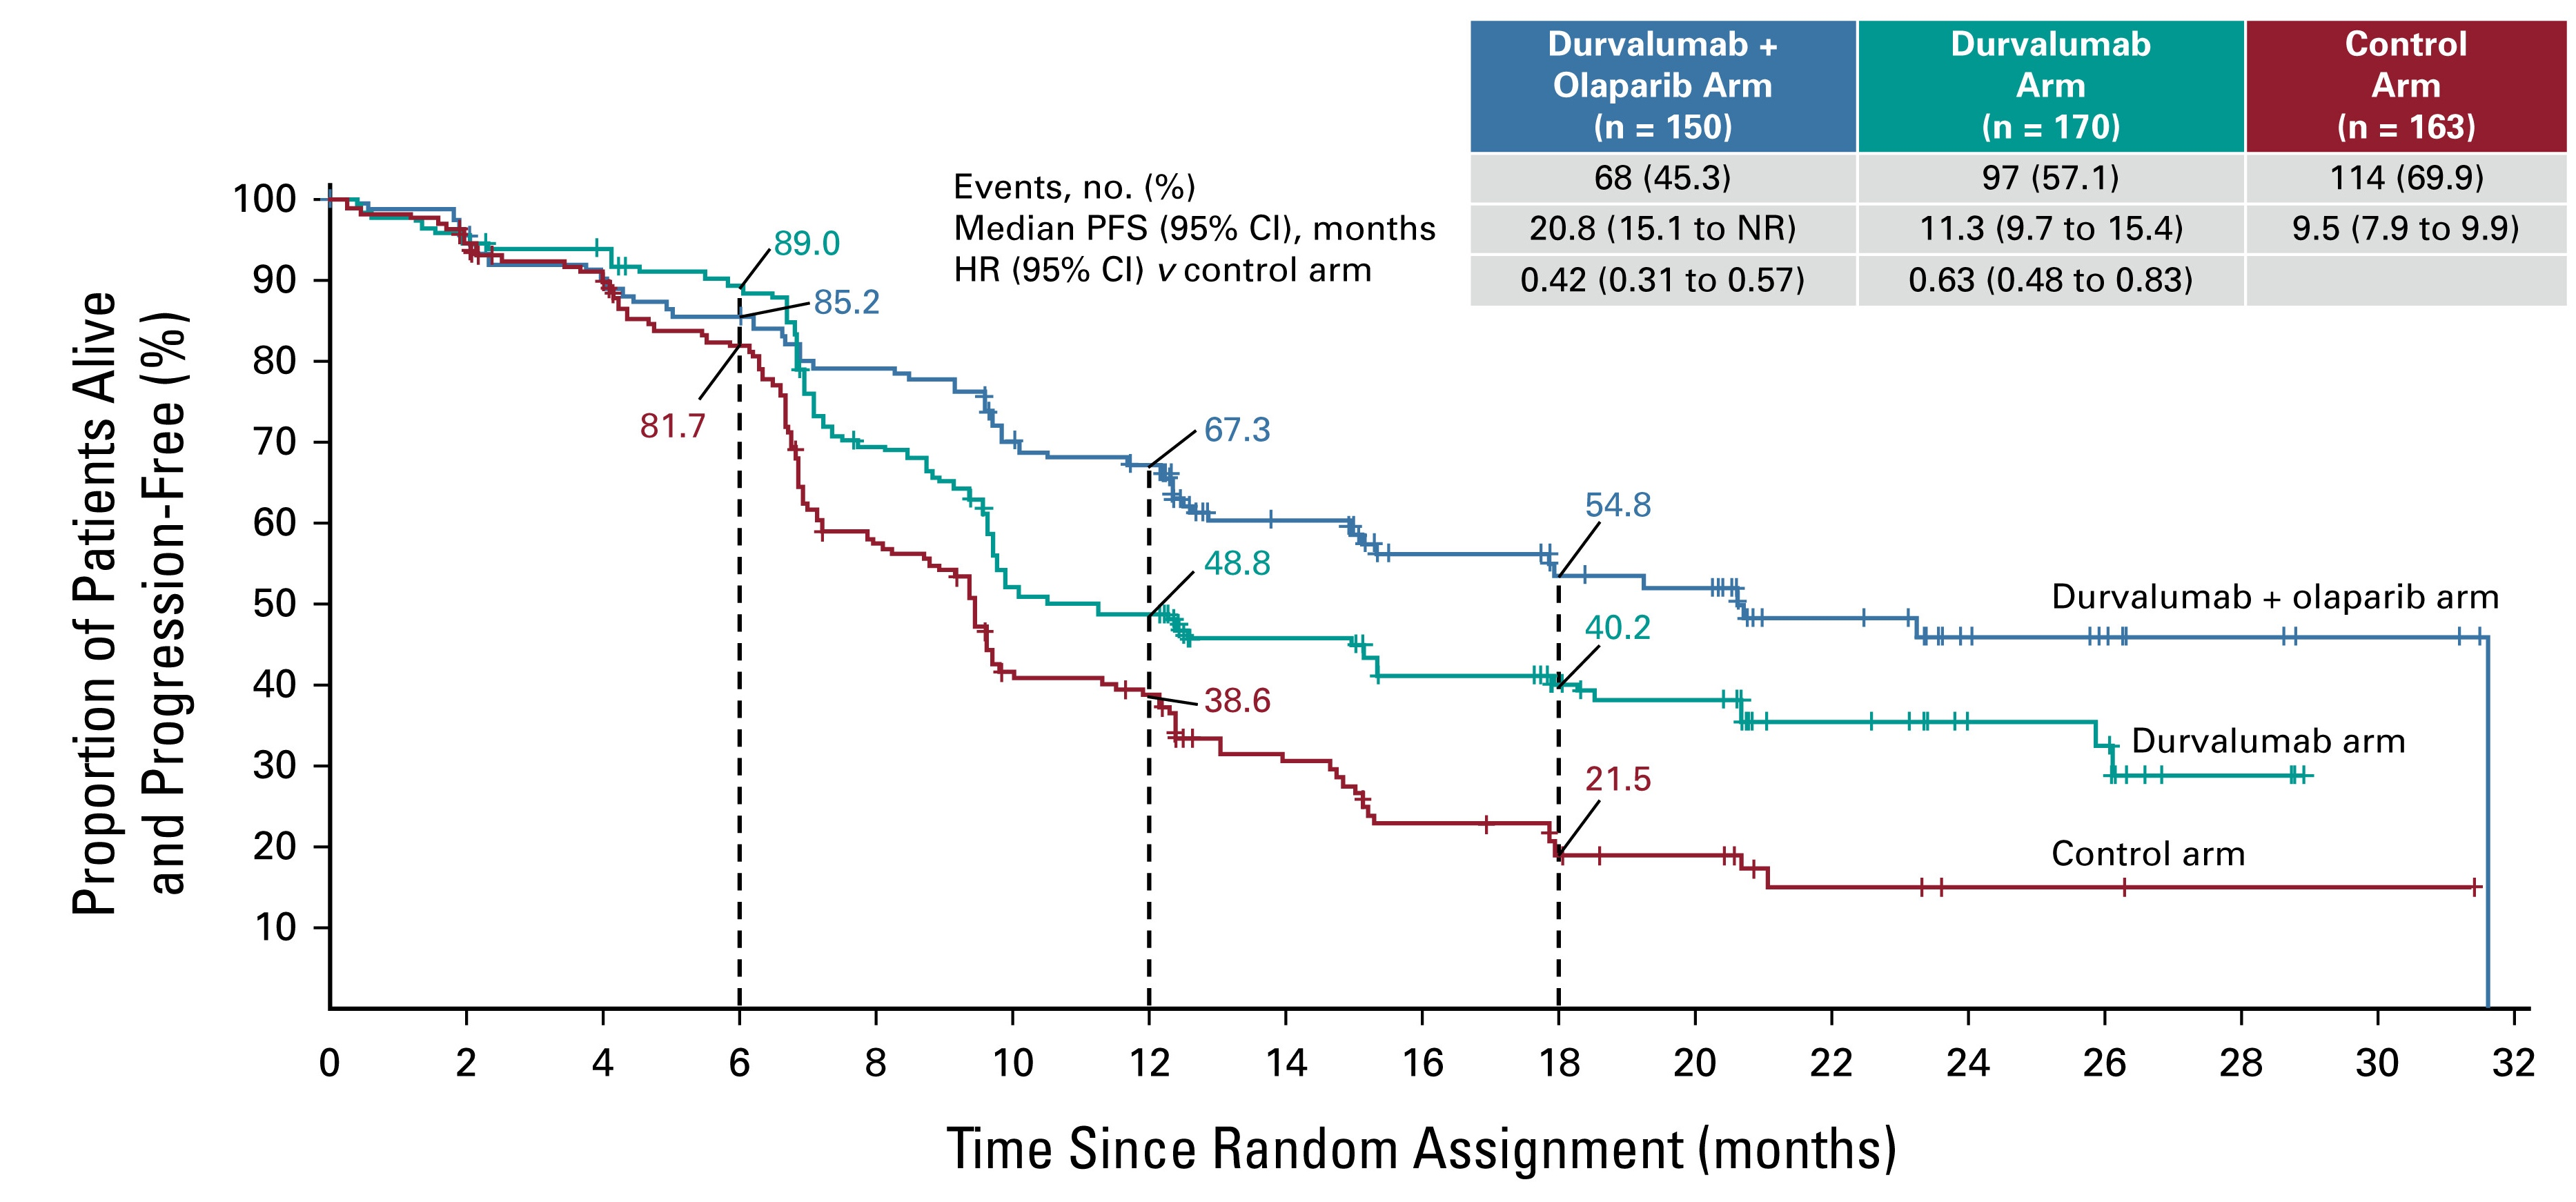 Durvalumab +
Olaparib Arm
(n = 150)
Durvalumab
Arm
(n = 170)
Control
Arm
(n = 163)
Events, no. (%)
68 (45.3)
97 (57.1)
114 (69.9)
Median PFS (95% CI), months
20.8 (15.1 to NR)
11.3 (9.7 to 15.4)
9.5 (7.9 to 9.9)
HR (95% CI) v control arm
0.42 (0.31 to 0.57)
0.63 (0.48 to 0.83)
Proportion of Patients Alive
and Progression-Free (%)
100
90
80
70
60
50
40
30
20
10
89.0
85.2
81.7
67.3
48.8
38.6
54.8
40.2
21.5
Durvalumab + olaparib arm
Durvalumab arm
Control arm
0 2 4 6 8 10 12 14 16 18 20 22 24 26 28 30 32
Time Since Random Assignment (months)